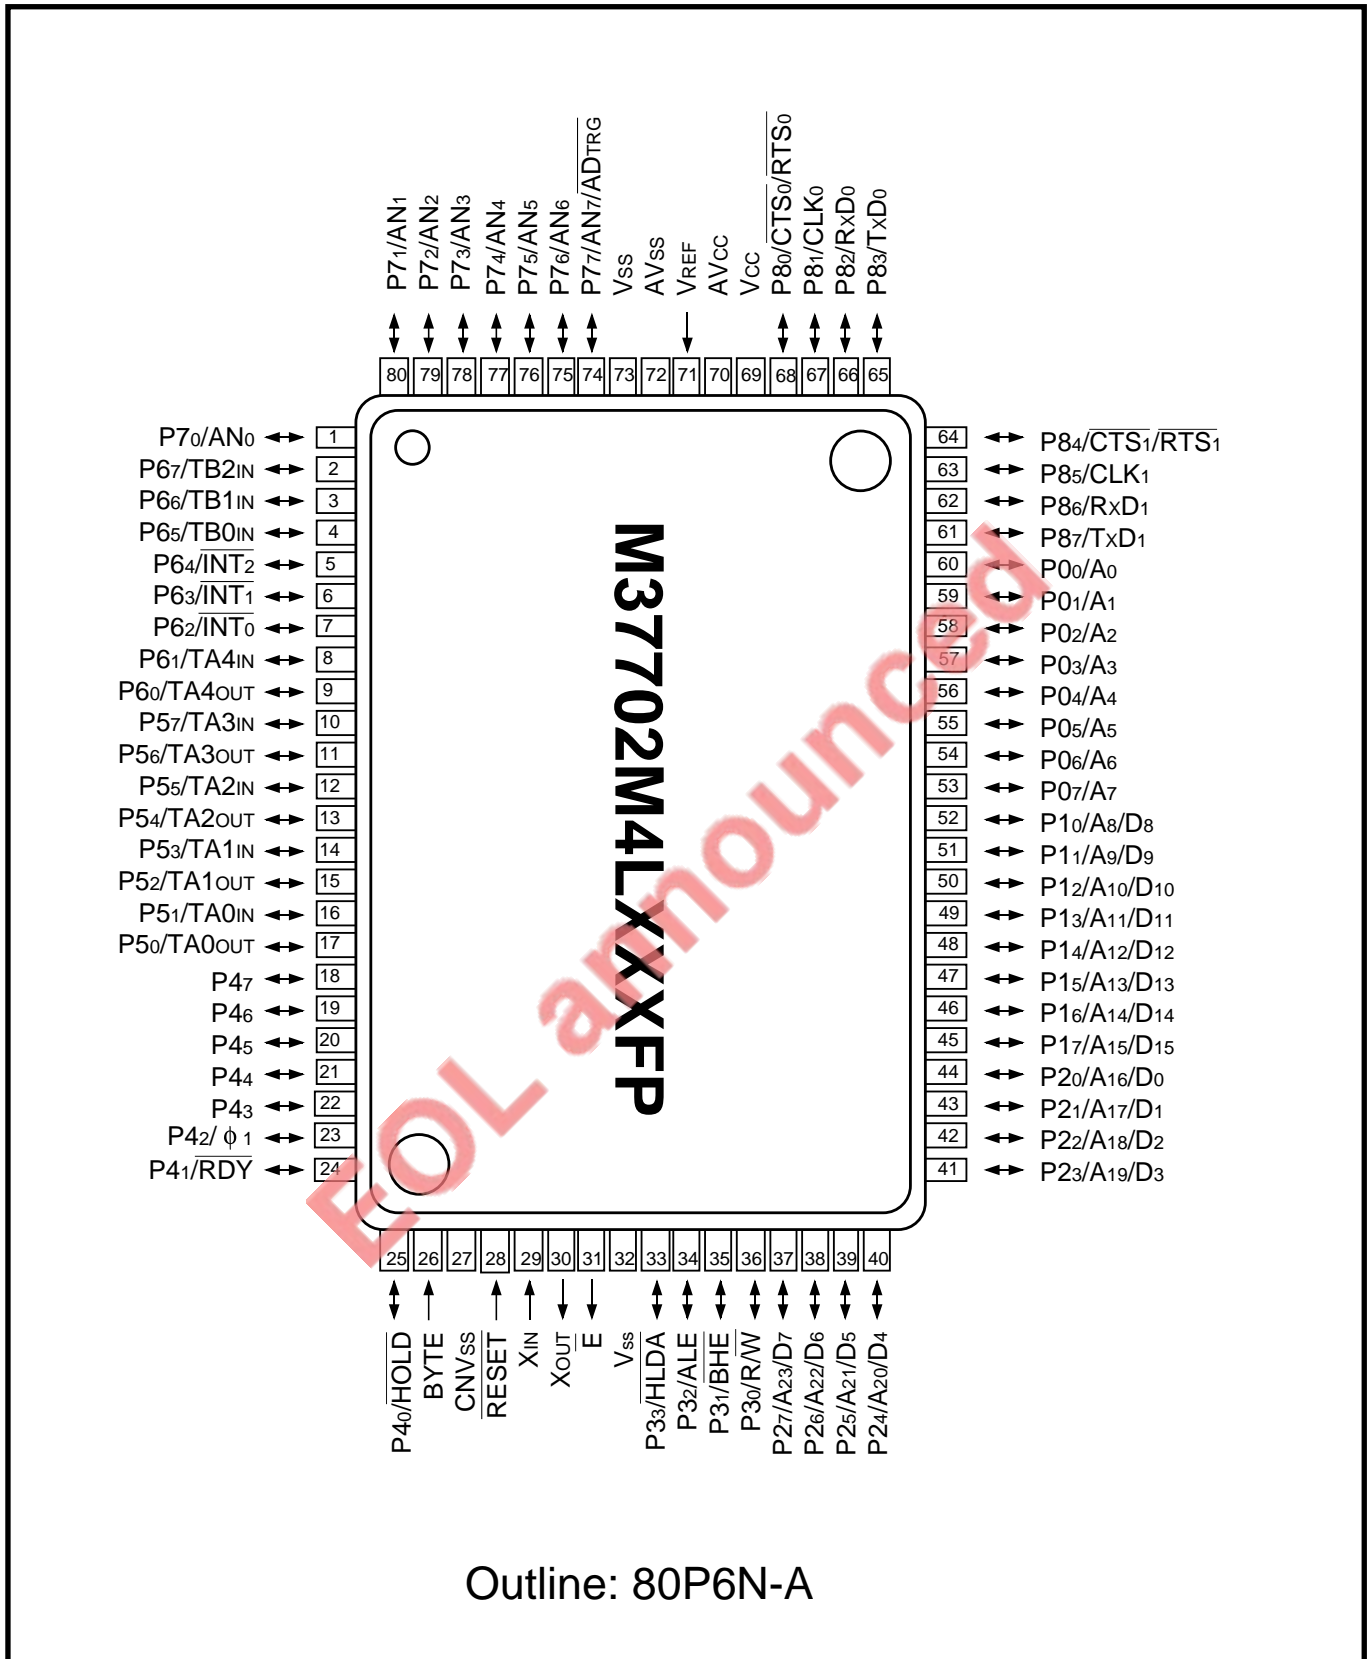 P71/AN1
P72/AN2
P73/AN3
P74/AN4
P75/AN5
P76/AN6
P77/AN7/ADTRG
VSS
AVSS
VREF
AVCC
VCC
P80/CTS0/RTS0
P81/CLK0
P82/RXD0
P83/TXD0
80 79 78 77 76 75 74 73 72 71 70 69 68 67 66 65
P70/AN0 1
P67/TB2IN 2
P66/TB1IN 3
P65/TB0IN 4
P64/INT2 5
P63/INT1 6
P62/INT0 7
P61/TA4IN 8
P60/TA4OUT 9
P57/TA3IN 10
P56/TA3OUT 11
P55/TA2IN 12
P54/TA2OUT 13
P53/TA1IN 14
P52/TA1OUT 15
P51/TA0IN 16
P50/TA0OUT 17
P47 18
P46 19
P45 20
P44 21
P43 22
P42/ϕ1 23
P41/RDY 24
M37702M4LXXXFP
EOL announced
64 P84/CTS1/RTS1
63 P85/CLK1
62 P86/RXD1
61 P87/TXD1
60 P00/A0
59 P01/A1
58 P02/A2
57 P03/A3
56 P04/A4
55 P05/A5
54 P06/A6
53 P07/A7
52 P10/A8/D8
51 P11/A9/D9
50 P12/A10/D10
49 P13/A11/D11
48 P14/A12/D12
47 P15/A13/D13
46 P16/A14/D14
45 P17/A15/D15
44 P20/A16/D0
43 P21/A17/D1
42 P22/A18/D2
41 P23/A19/D3
25 26 27 28 29 30 31 32 33 34 35 36 37 38 39 40
P40/HOLD
BYTE
CNVSS
RESET
XIN
XOUT
E
Vss
P33/HLDA
P32/ALE
P31/BHE
P30/R/W
P27/A23/D7
P26/A22/D6
P25/A21/D5
P24/A20/D4
Outline: 80P6N-A